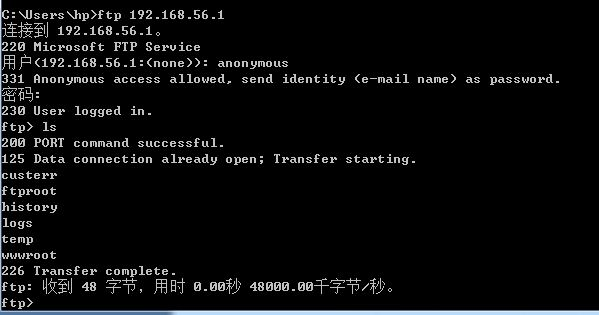 C:\Users\hp>ftp 192.168.56.1
连接到 192.168.56.1。
220 Microsoft FTP Service
用户(192.168.56.1:(none)): anonymous
331 Anonymous access allowed, send identity (e-mail name) as password.
密码:
230 User logged in.
ftp> ls
200 PORT command successful.
125 Data connection already open; Transfer starting.
custerr
ftproot
history
logs
temp
wwwroot
226 Transfer complete.
ftp: 收到 48 字节，用时 0.00秒 48000.00千字节/秒。
ftp>